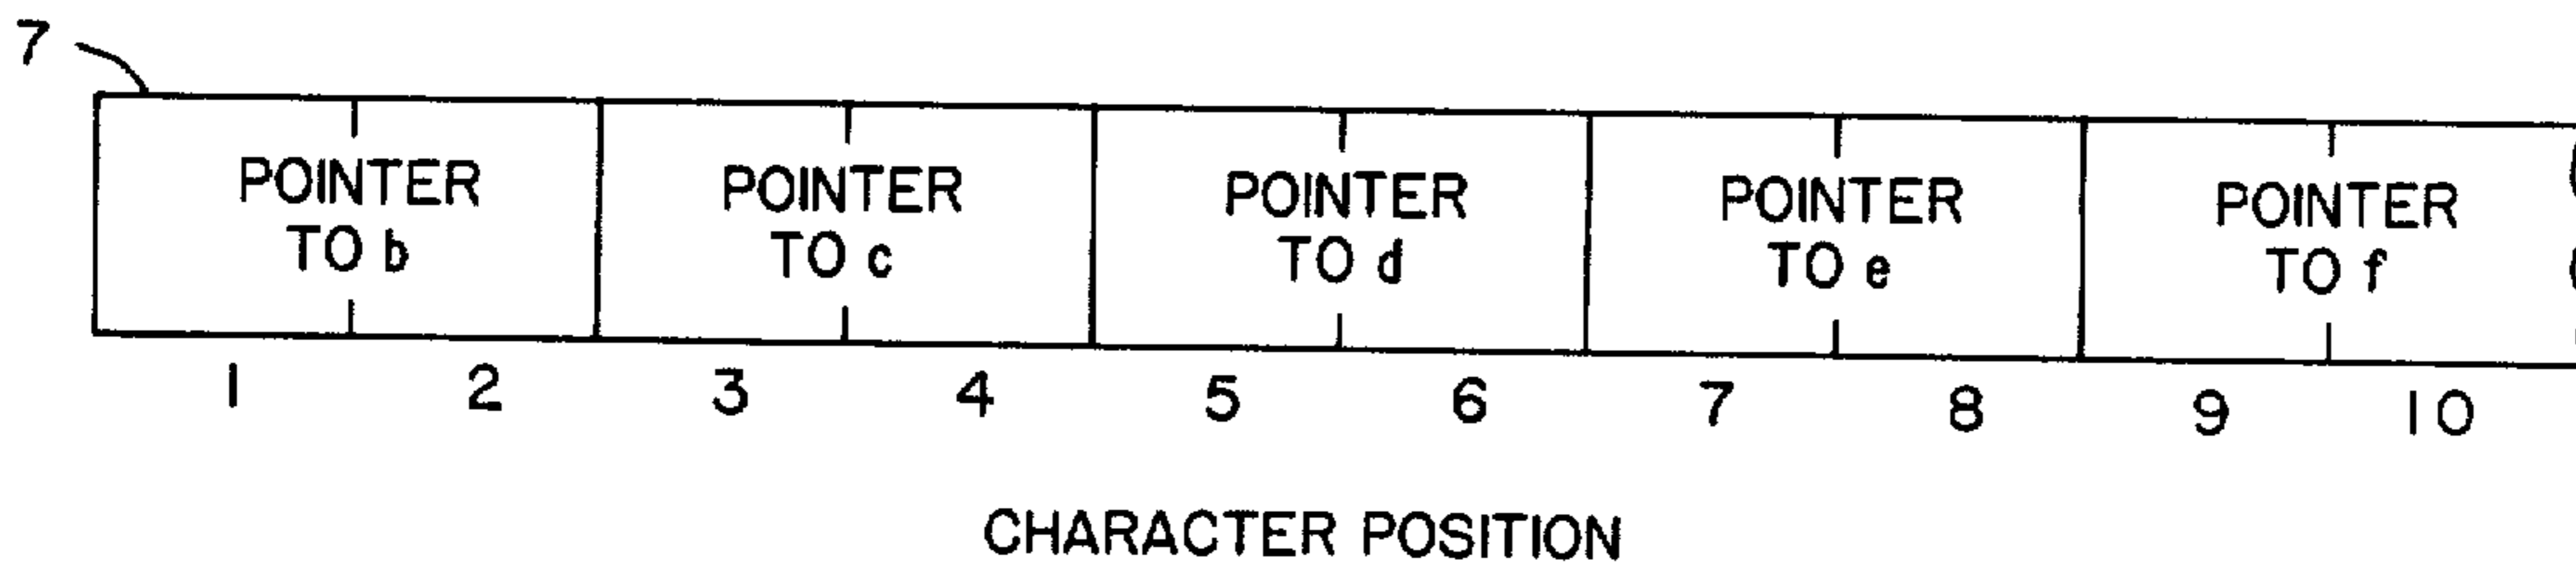 7
POINTER TO b
POINTER TO c
POINTER TO d
POINTER TO e
POINTER TO f
1 2 3 4 5 6 7 8 9 10
CHARACTER POSITION